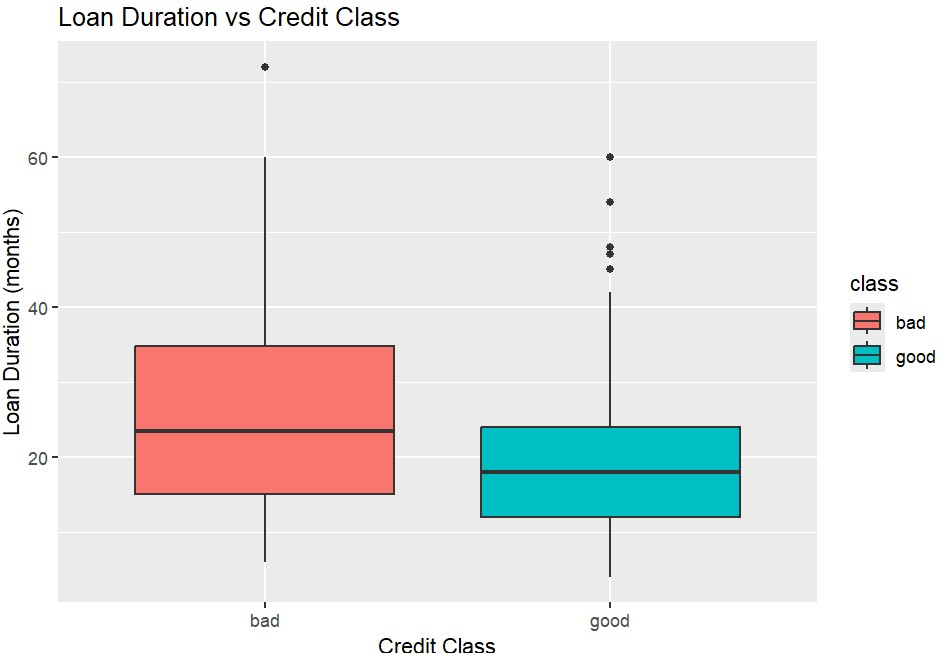 Loan Duration vs Credit Class
Loan Duration (months)
60
40
20
bad
good
Credit Class
class
bad
good